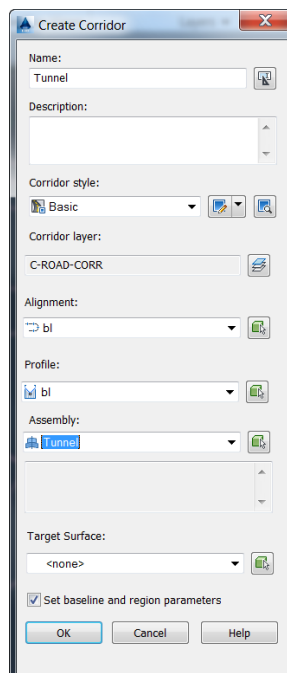 Create Corridor
Name:
Tunnel
Description:
Corridor style:
Basic
Corridor layer:
C-ROAD-CORR
Alignment:
bl
Profile:
bl
Assembly:
Tunnel
Target Surface:
<none>
Set baseline and region parameters
OK Cancel Help